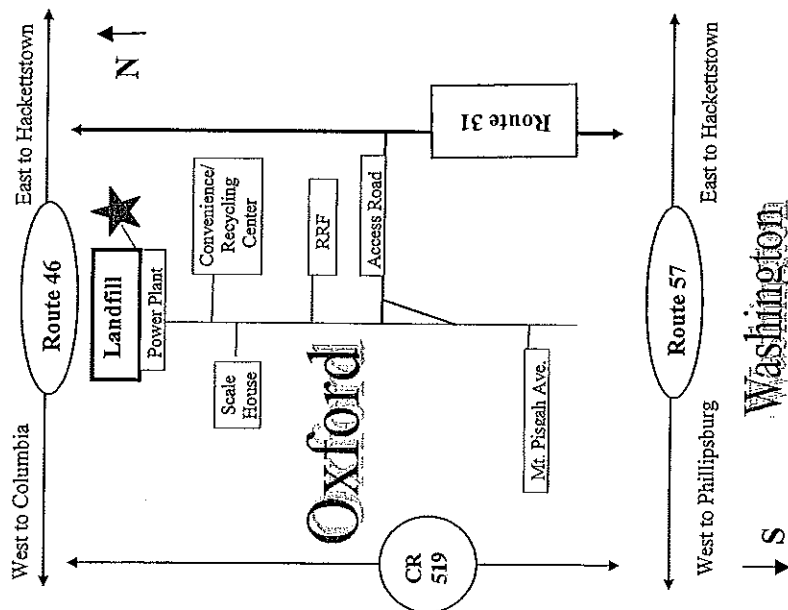 West to Columbia
Route 46
East to Hackettstown
N
Landfill
Power Plant
Convenience/
Recycling
Center
Scale
House
RRF
Oxford
Access Road
Route 31
CR
519
Mt. Pisgah Ave.
West to Phillipsburg
Route 57
East to Hackettstown
S
Washington